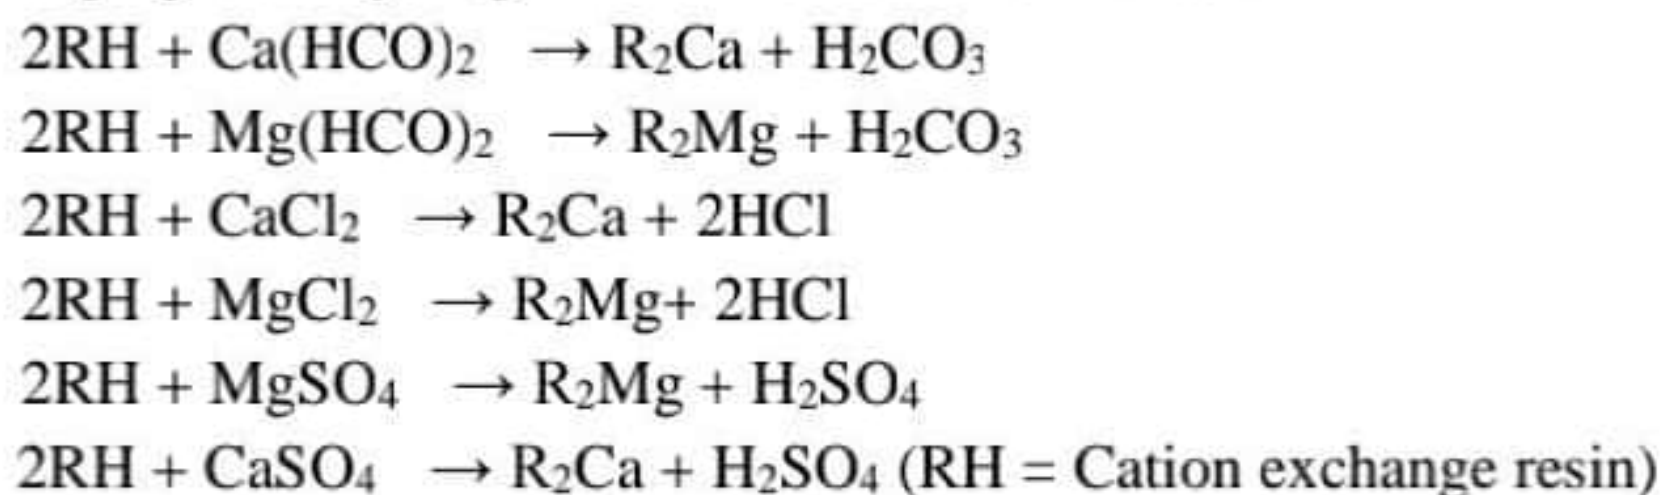 2RH + Ca(HCO)₂ → R₂Ca + H₂CO₃
2RH + Mg(HCO)₂ → R₂Mg + H₂CO₃
2RH + CaCl₂ → R₂Ca + 2HCl
2RH + MgCl₂ → R₂Mg+ 2HCl
2RH + MgSO₄ → R₂Mg + H₂SO₄
2RH + CaSO₄ → R₂Ca + H₂SO₄ (RH = Cation exchange resin)